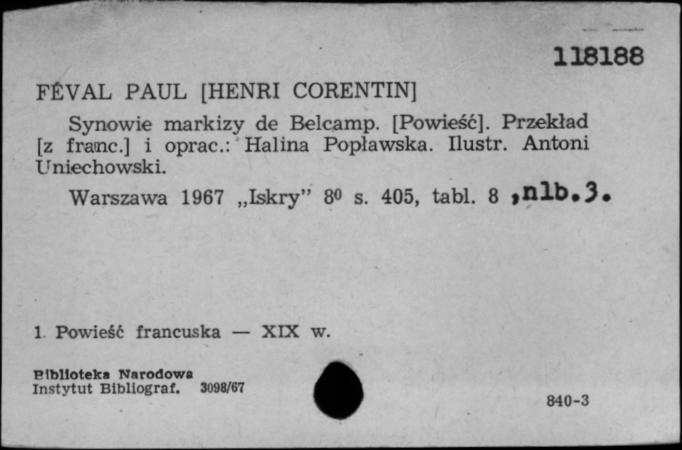 118188
FÉVAL PAUL [HENRI CORENTIN]
Synowie markizy de Belcamp. [Powieść]. Przekład
[z franc.] i oprac.: Halina Popławska. Ilustr. Antoni
Uniechowski.
Warszawa 1967 „Iskry” 8⁰ s. 405, tabl. 8 ,nlb.3.
1. Powieść francuska — XIX w.
Biblioteka Narodowa
Instytut Bibliograf. 3098/67
840-3